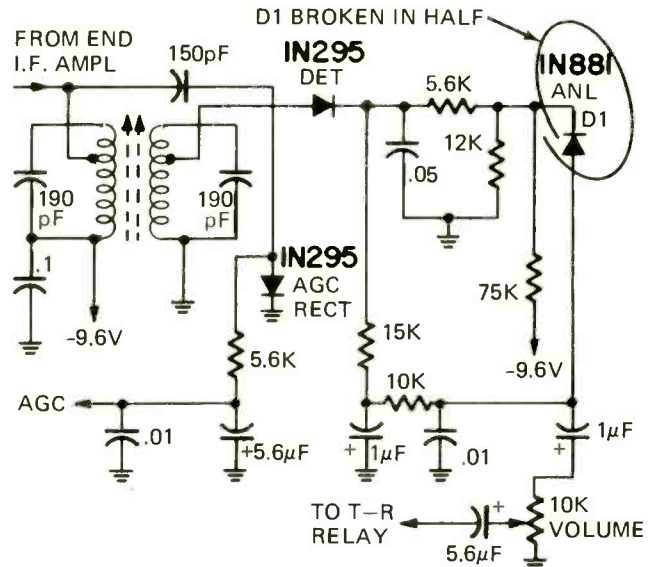 D1 BROKEN IN HALF
FROM END
I.F. AMPL
150pF
IN295
DET
5.6K
IN881
ANL
D1
12K
.05
190
pF
190
pF
.1
-9.6V
IN295
AGC
RECT
75K
-9.6V
15K
5.6K
10K
AGC
.01
+5.6µF
+
1µF
.01
+
1µF
TO T-R
RELAY
+
5.6µF
10K
VOLUME